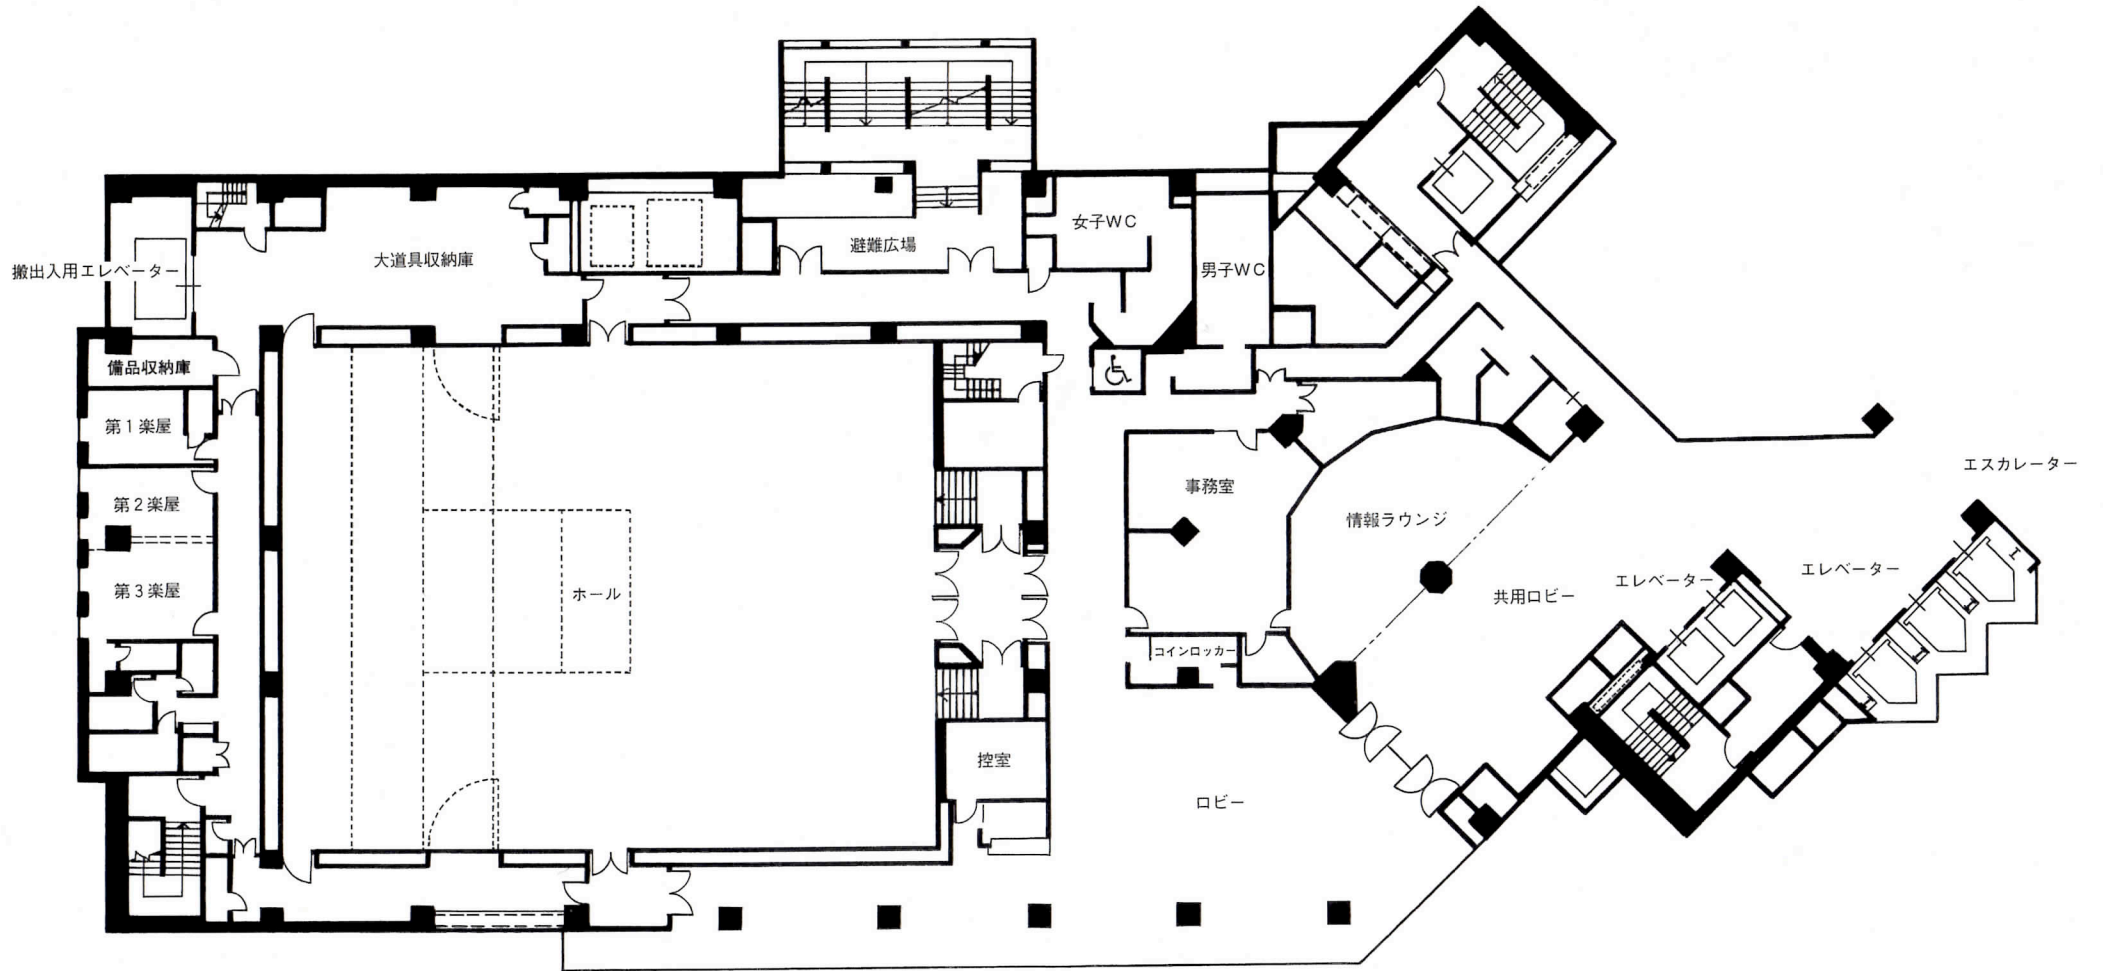 女子ＷＣ
避難広場
大道具収納庫
搬出入用エレベーター
男子ＷＣ
備品収納庫
第１楽屋
エスカレーター
事務室
第２楽屋
情報ラウンジ
エレベーター
エレベーター
第３楽屋
ホール
共用ロビー
コインロッカー
控室
ロビー